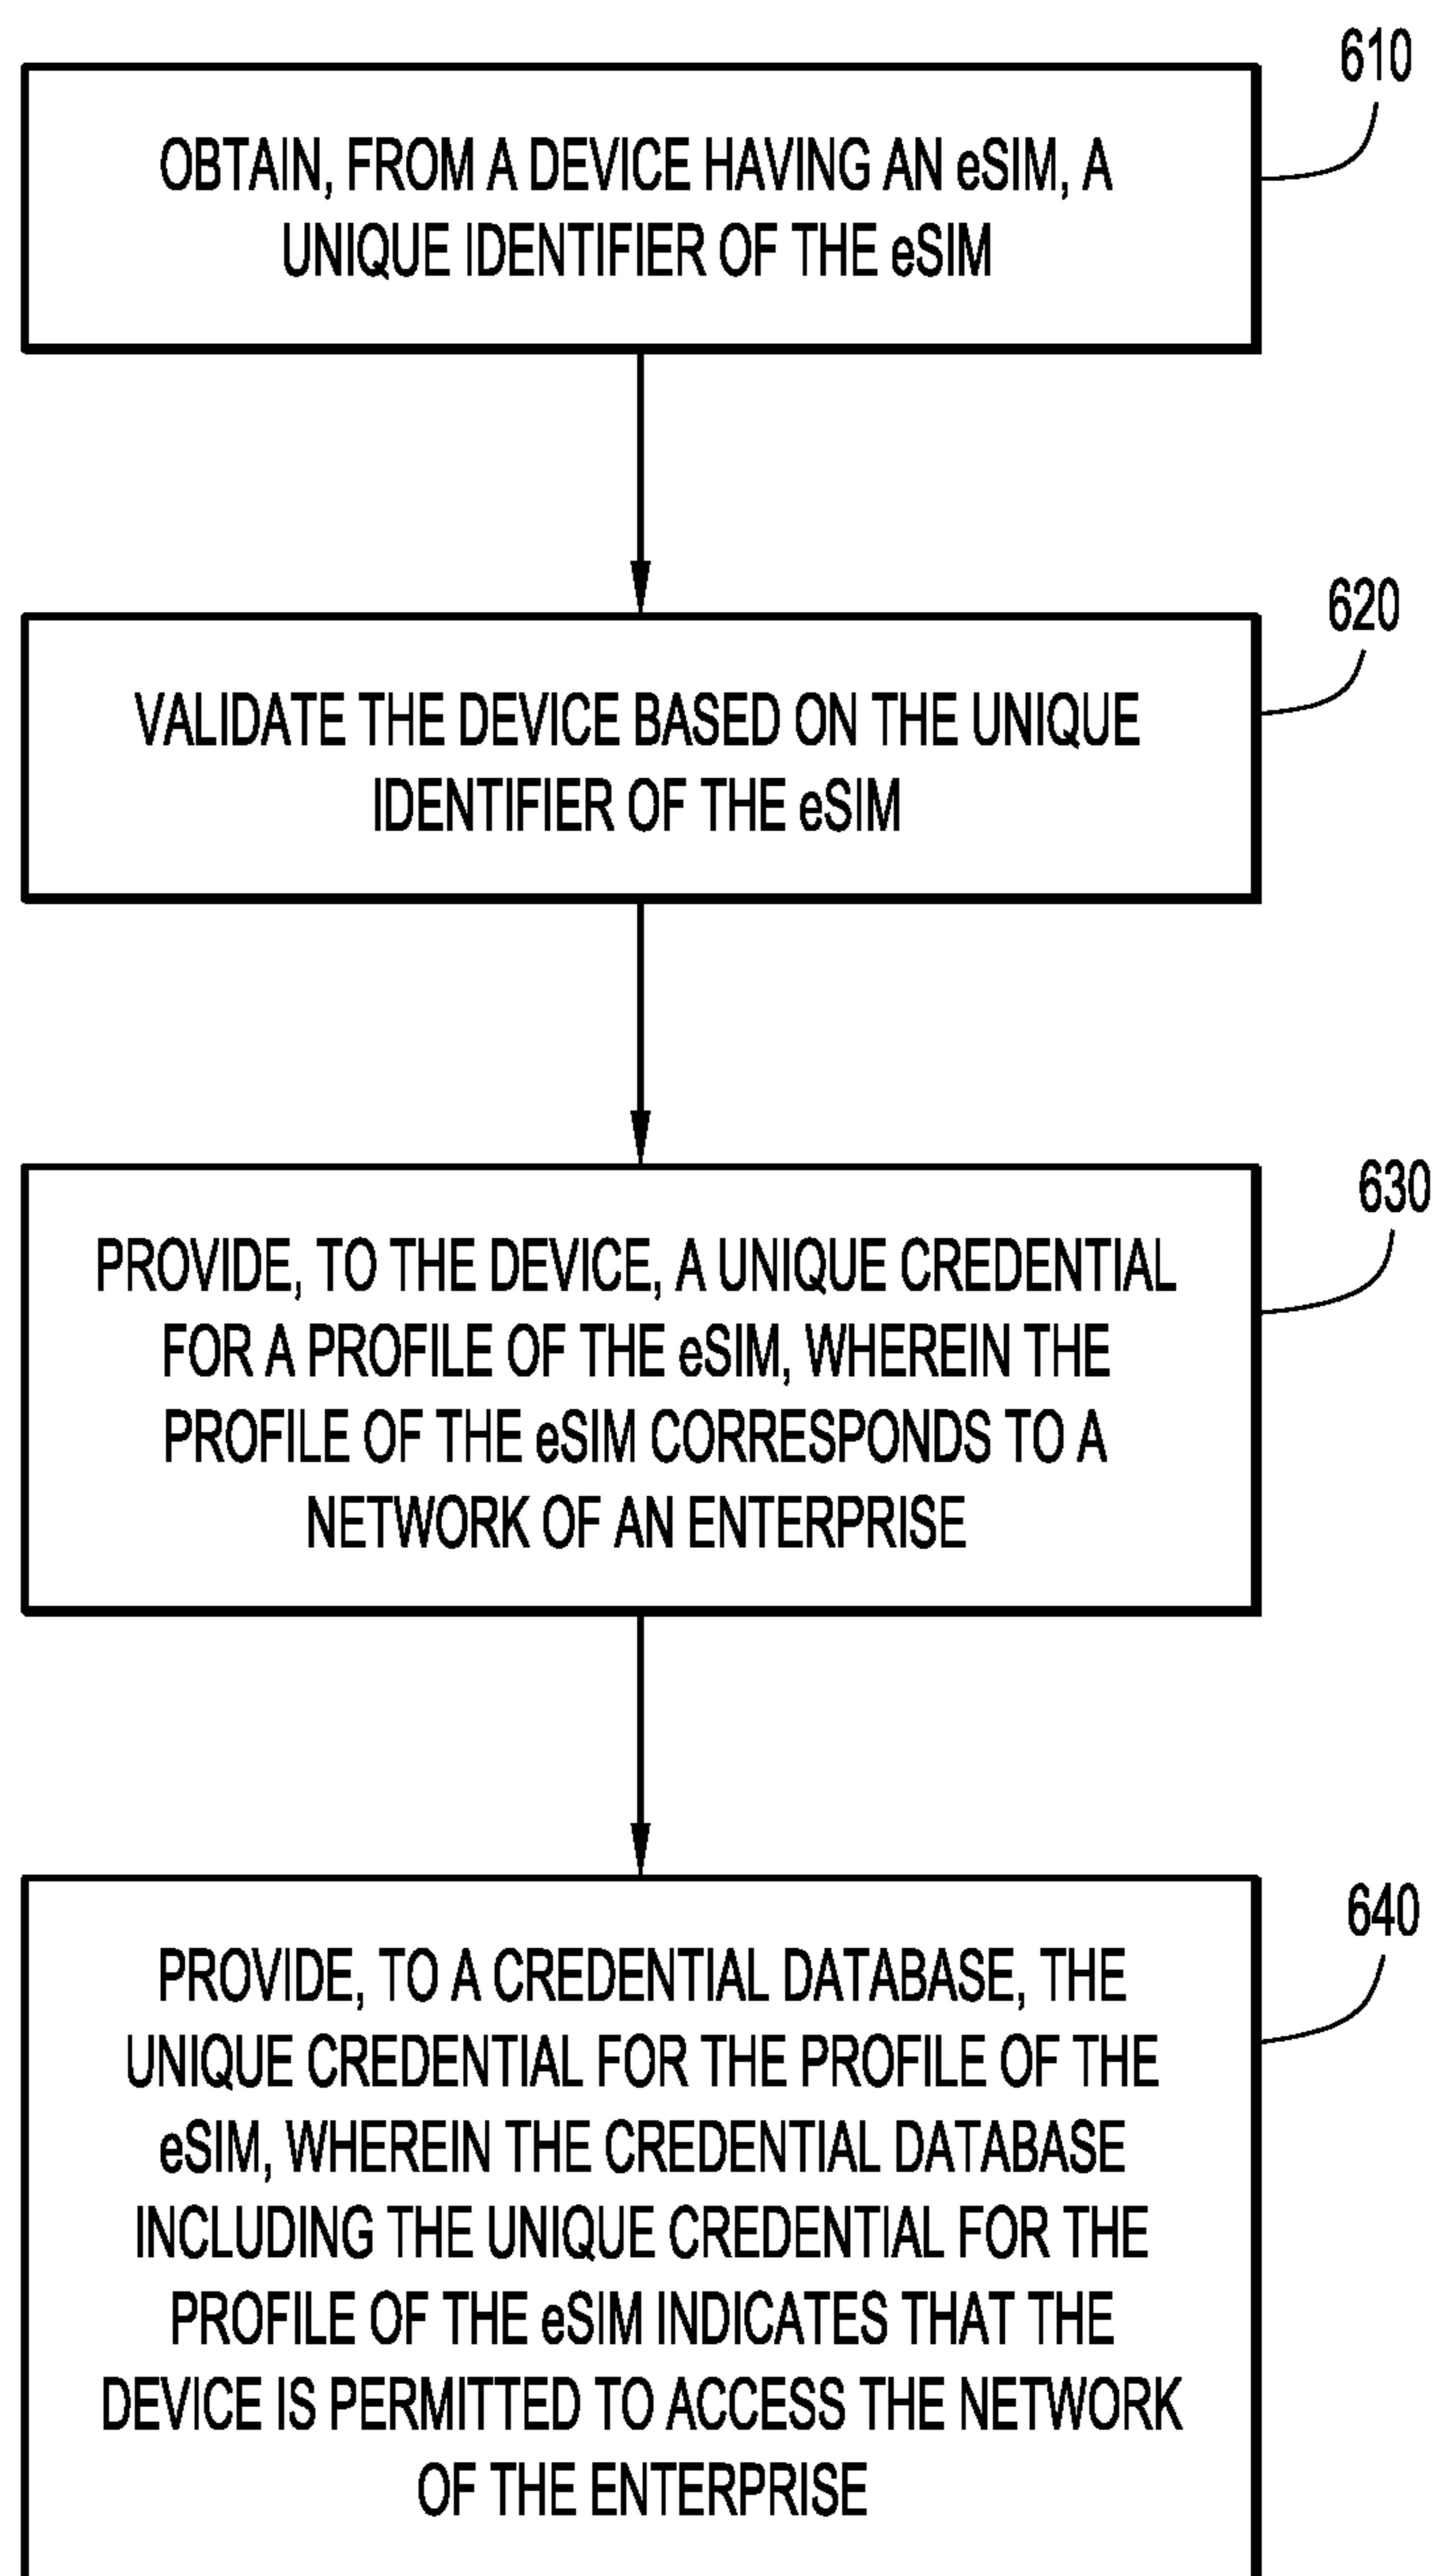 610
OBTAIN, FROM A DEVICE HAVING AN eSIM, A
UNIQUE IDENTIFIER OF THE eSIM
620
VALIDATE THE DEVICE BASED ON THE UNIQUE
IDENTIFIER OF THE eSIM
630
PROVIDE, TO THE DEVICE, A UNIQUE CREDENTIAL
FOR A PROFILE OF THE eSIM, WHEREIN THE
PROFILE OF THE eSIM CORRESPONDS TO A
NETWORK OF AN ENTERPRISE
640
PROVIDE, TO A CREDENTIAL DATABASE, THE
UNIQUE CREDENTIAL FOR THE PROFILE OF THE
eSIM, WHEREIN THE CREDENTIAL DATABASE
INCLUDING THE UNIQUE CREDENTIAL FOR THE
PROFILE OF THE eSIM INDICATES THAT THE
DEVICE IS PERMITTED TO ACCESS THE NETWORK
OF THE ENTERPRISE